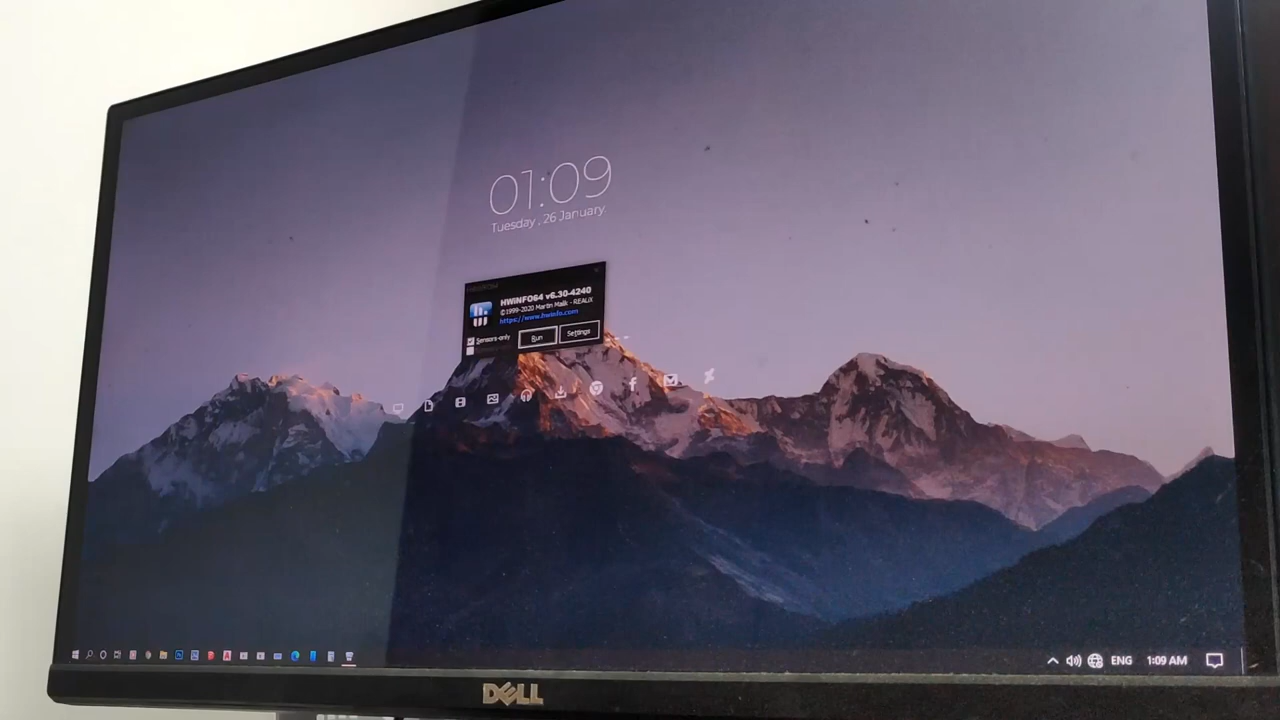 01:09
Tuesday , 26 January.
HWiNFO64 v6.30-4240
©1999-2020 Martin Malik - REALiX
https://www.hwinfo.com
Sensors-only
Run
Settings
ENG
1:09 AM
DELL